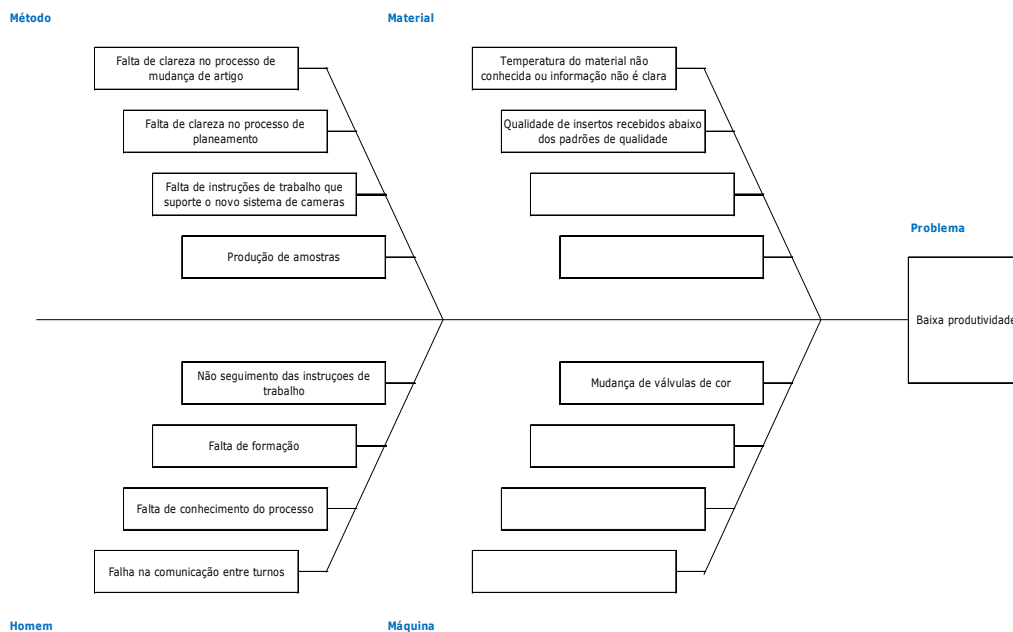 Método
Material
Falta de clareza no processo de
mudança de artigo
Temperatura do material não
conhecida ou informação não é clara
Falta de clareza no processo de
planeamento
Qualidade de insertos recebidos abaixo
dos padrões de qualidade
Falta de instruções de trabalho que
suporte o novo sistema de cameras
Produção de amostras
Problema
Baixa produtividade
Não seguimento das instruçoes de
trabalho
Mudança de válvulas de cor
Falta de formação
Falta de conhecimento do processo
Falha na comunicação entre turnos
Homem
Máquina